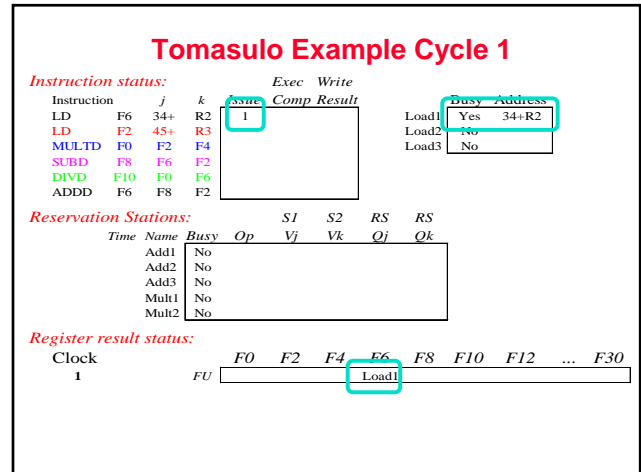 Tomasulo Example Cycle 1
Instruction status: Exec Write
Instruction j k Issue Comp Result Busy Address
LD F6 34+ R2 1 Load1 Yes 34+R2
LD F2 45+ R3 Load2 No
MULTD F0 F2 F4 Load3 No
SUBD F8 F6 F2
DIVD F10 F0 F6
ADDD F6 F8 F2
Reservation Stations: S1 S2 RS RS
Time Name Busy Op Vj Vk Qj Qk
Add1 No
Add2 No
Add3 No
Mult1 No
Mult2 No
Register result status:
Clock F0 F2 F4 F6 F8 F10 F12 ... F30
1 FU Load1